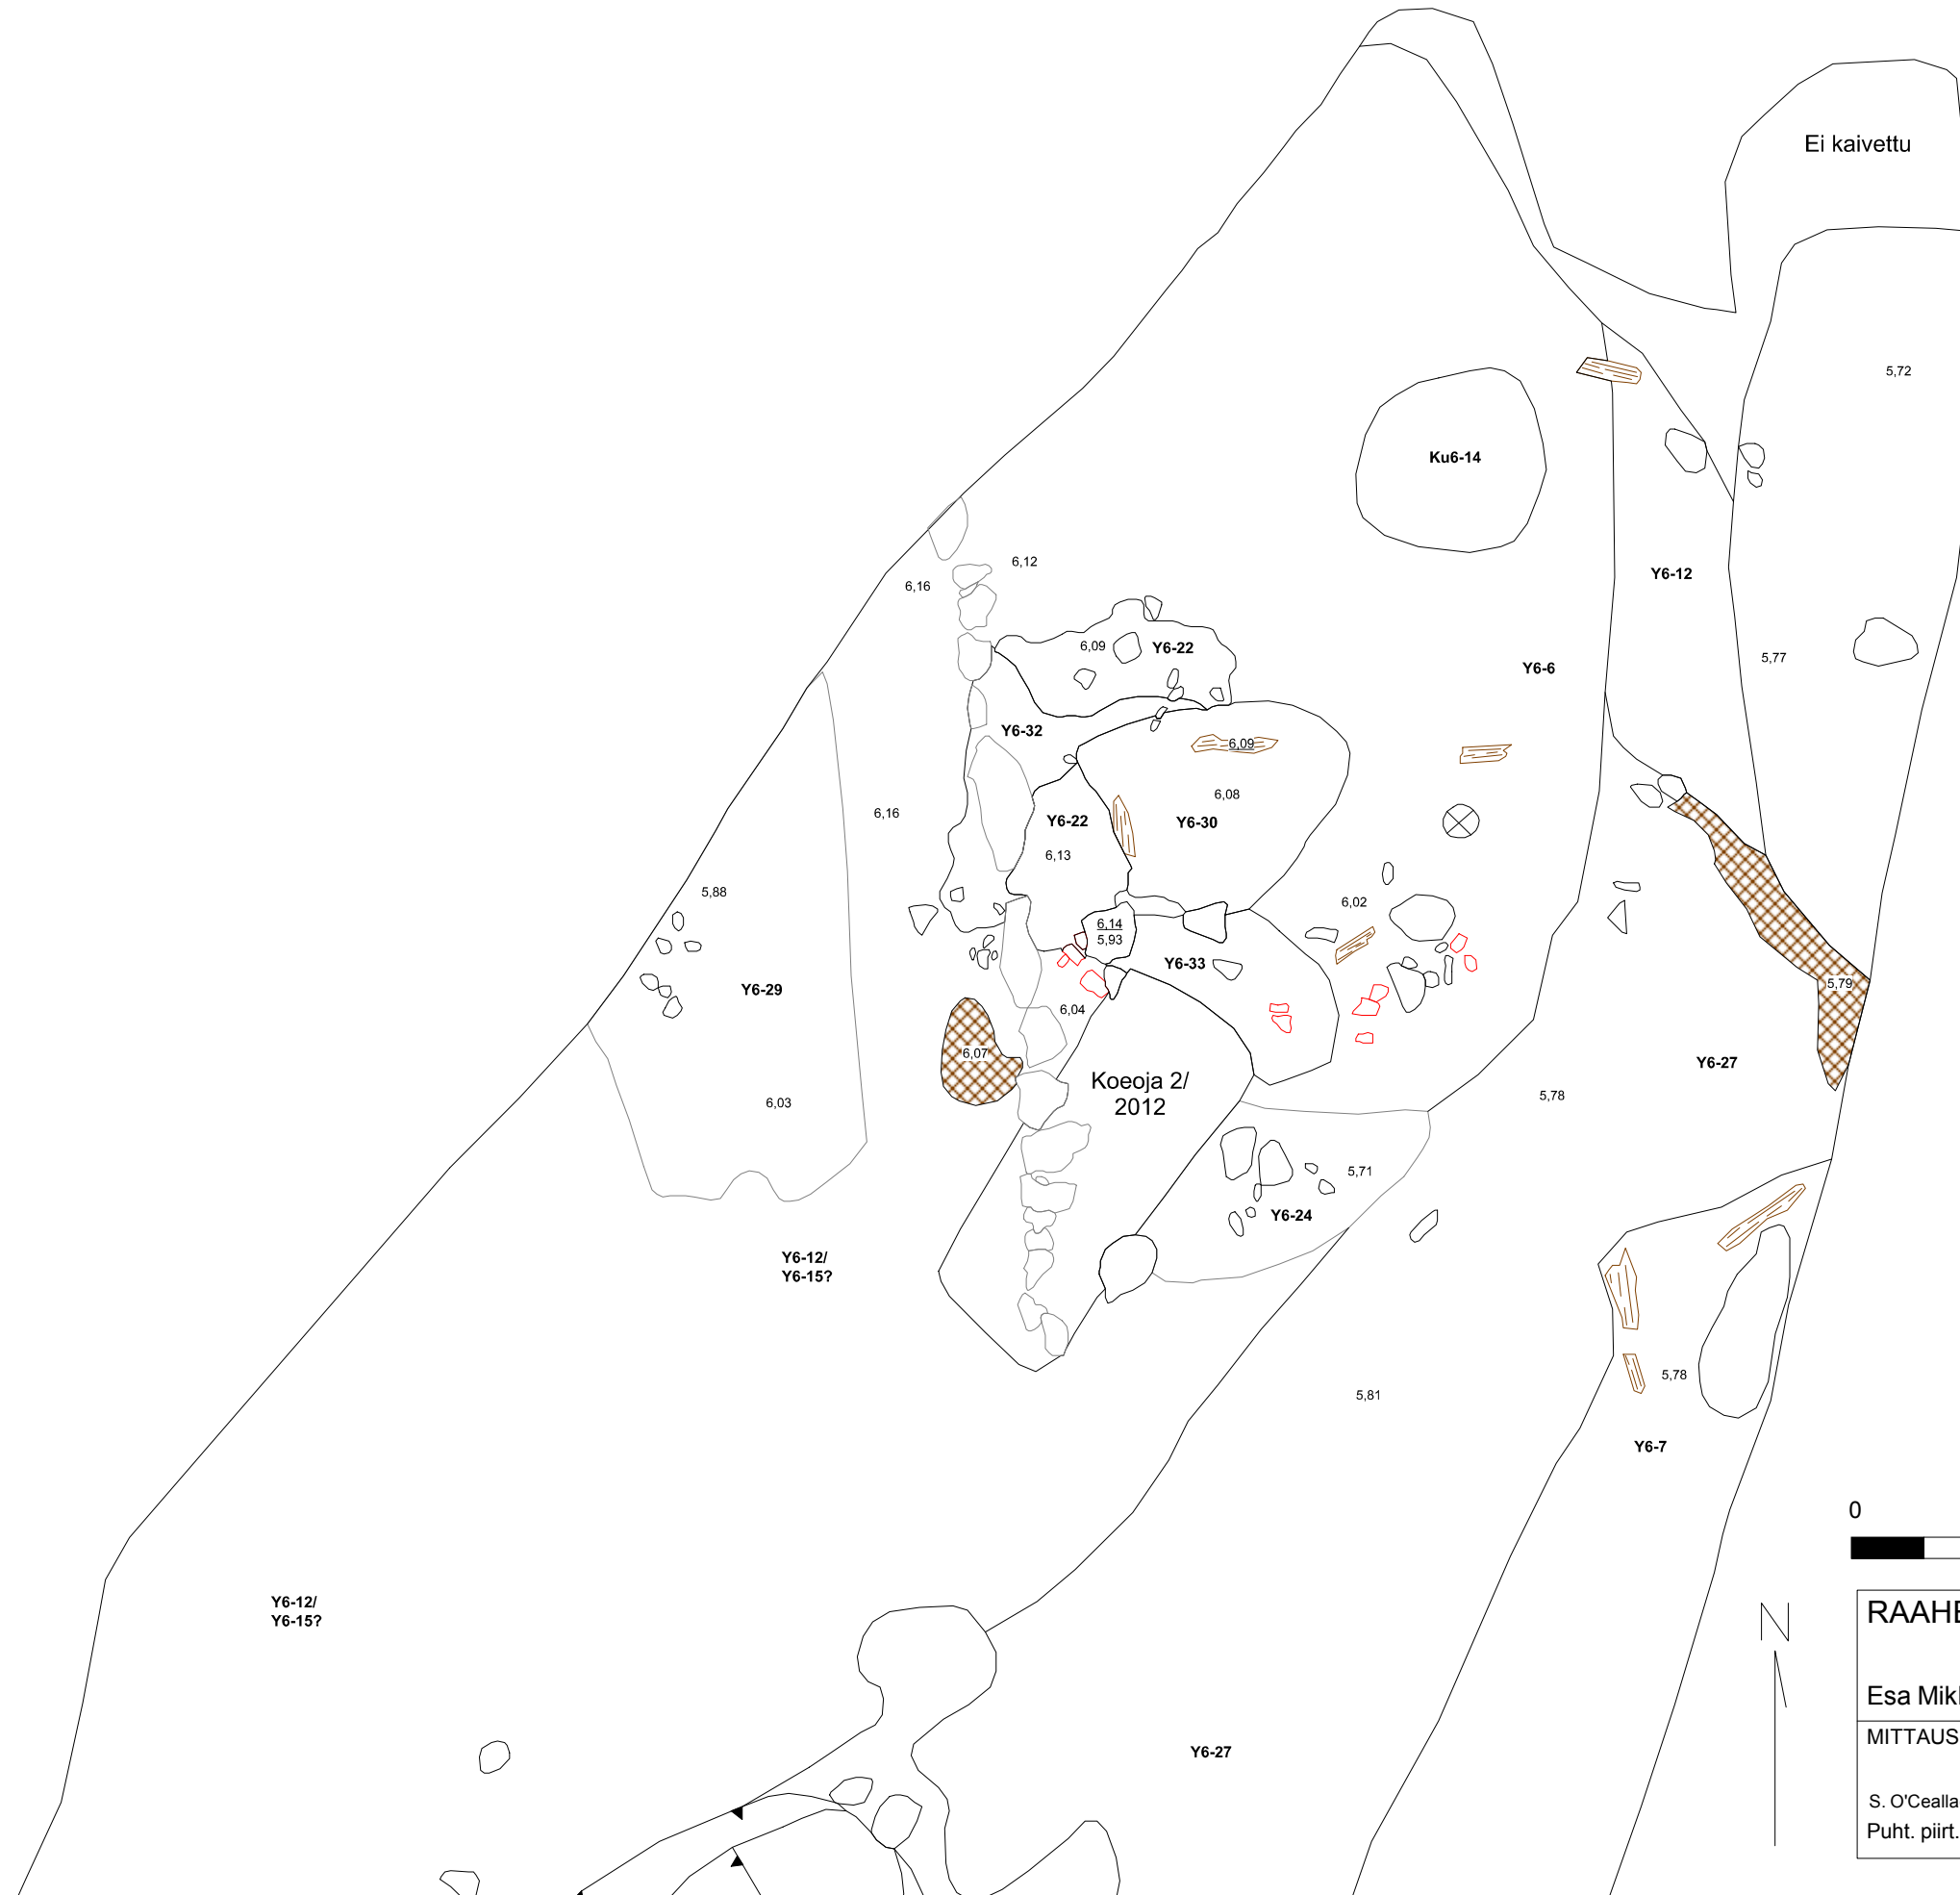 Ei kaivettu
5,72
Ku6-14
6,12
6,16
Y6-12
6,09
Y6-22
5,77
Y6-6
Y6-32
6,09
6,08
6,16
Y6-22
Y6-30
6,13
5,88
6,02
6,14
5,93
Y6-33
Y6-29
5,79
6,04
6,07
Y6-27
Koeoja 2/
2012
6,03
5,78
5,71
Y6-24
Y6-12/
Y6-15?
5,78
5,81
Y6-7
0
Y6-12/
Y6-15?
N
RAAHE
Esa Mik
MITTAUS
Y6-27
S. O'Cealla
Puht. piirt.